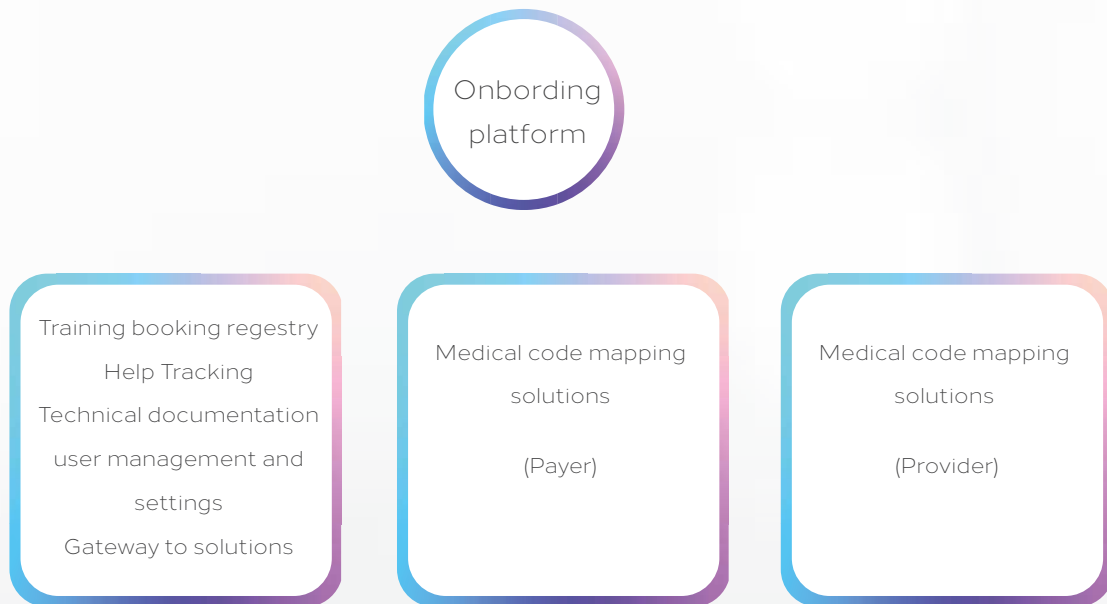 Onbording
platform
Training booking regestry
Help Tracking
Technical documentation
user management and
settings
Gateway to solutions
Medical code mapping
solutions
(Payer)
Medical code mapping
solutions
(Provider)